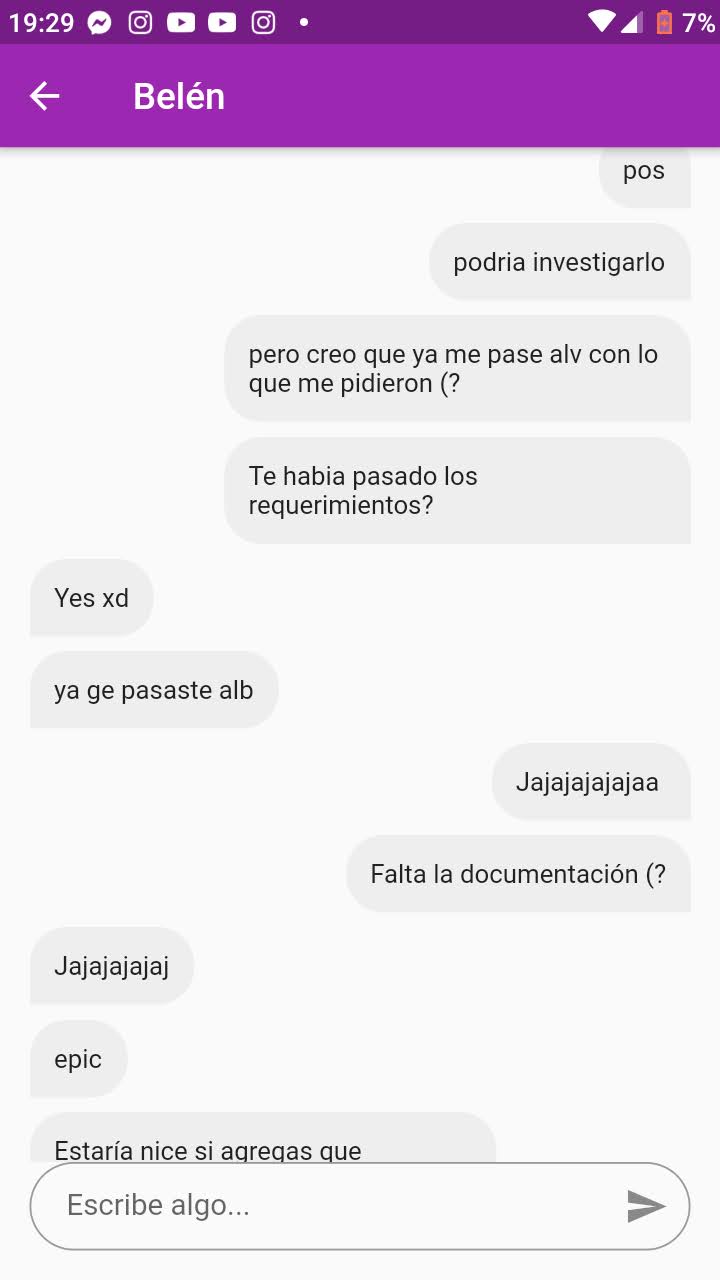 19:29
7%
Belén
pos
podria investigarlo
pero creo que ya me pase alv con lo
que me pidieron (?
Te habia pasado los
requerimientos?
Yes xd
ya ge pasaste alb
Jajajajajajaa
Falta la documentación (?
Jajajajajaj
epic
Estaría nice si agregas que
Escribe algo...